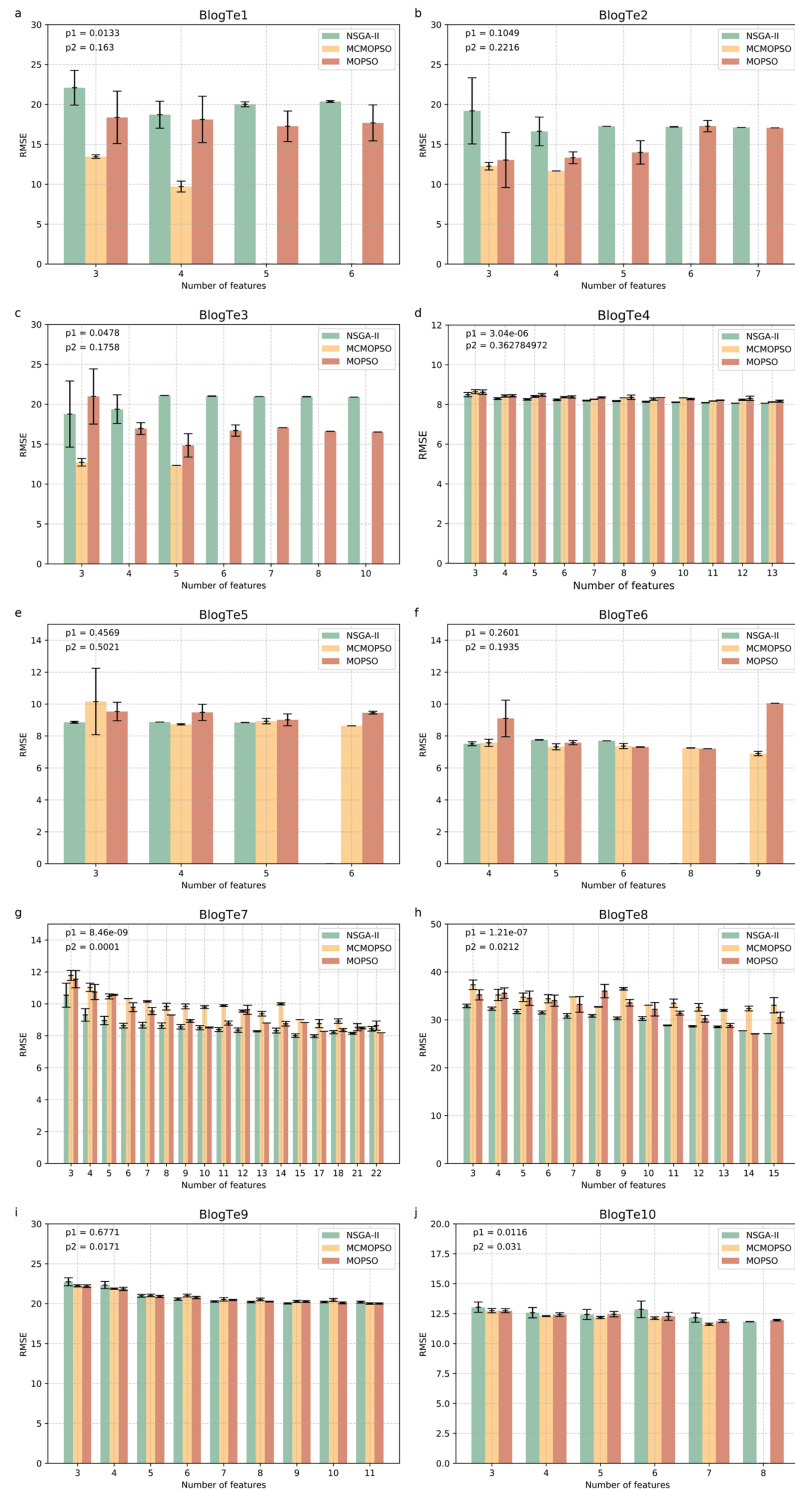 a
BlogTe1
p1 = 0.0133
p2 = 0.163
NSGA-II
MCMOPSO
MOPSO
30
25
20
15
10
5
0
RMSE
3 4 5 6
Number of features
b
BlogTe2
p1 = 0.1049
p2 = 0.2216
NSGA-II
MCMOPSO
MOPSO
30
25
20
15
10
5
0
RMSE
3 4 5 6 7
Number of features
c
BlogTe3
p1 = 0.0478
p2 = 0.1758
NSGA-II
MCMOPSO
MOPSO
30
25
20
15
10
5
0
RMSE
3 4 5 6 7 8 10
Number of features
d
BlogTe4
p1 = 3.04e-06
p2 = 0.362784972
NSGA-II
MCMOPSO
MOPSO
12
10
8
6
4
2
0
RMSE
3 4 5 6 7 8 9 10 11 12 13
Number of features
e
BlogTe5
p1 = 0.4569
p2 = 0.5021
NSGA-II
MCMOPSO
MOPSO
14
12
10
8
6
4
2
0
RMSE
3 4 5 6
Number of features
f
BlogTe6
p1 = 0.2601
p2 = 0.1935
NSGA-II
MCMOPSO
MOPSO
14
12
10
8
6
4
2
0
RMSE
4 5 6 8 9
Number of features
g
BlogTe7
p1 = 8.46e-09
p2 = 0.0001
NSGA-II
MCMOPSO
MOPSO
14
12
10
8
6
4
2
0
RMSE
3 4 5 6 7 8 9 10 11 12 13 14 15 17 18 21 22
Number of features
h
BlogTe8
p1 = 1.21e-07
p2 = 0.0212
NSGA-II
MCMOPSO
MOPSO
50
40
30
20
10
0
RMSE
3 4 5 6 7 8 9 10 11 12 13 14 15
Number of features
i
BlogTe9
p1 = 0.6771
p2 = 0.0171
NSGA-II
MCMOPSO
MOPSO
30
25
20
15
10
5
0
RMSE
3 4 5 6 7 8 9 10 11
Number of features
j
BlogTe10
p1 = 0.0116
p2 = 0.031
NSGA-II
MCMOPSO
MOPSO
20.0
17.5
15.0
12.5
10.0
7.5
5.0
2.5
0.0
RMSE
3 4 5 6 7 8
Number of features